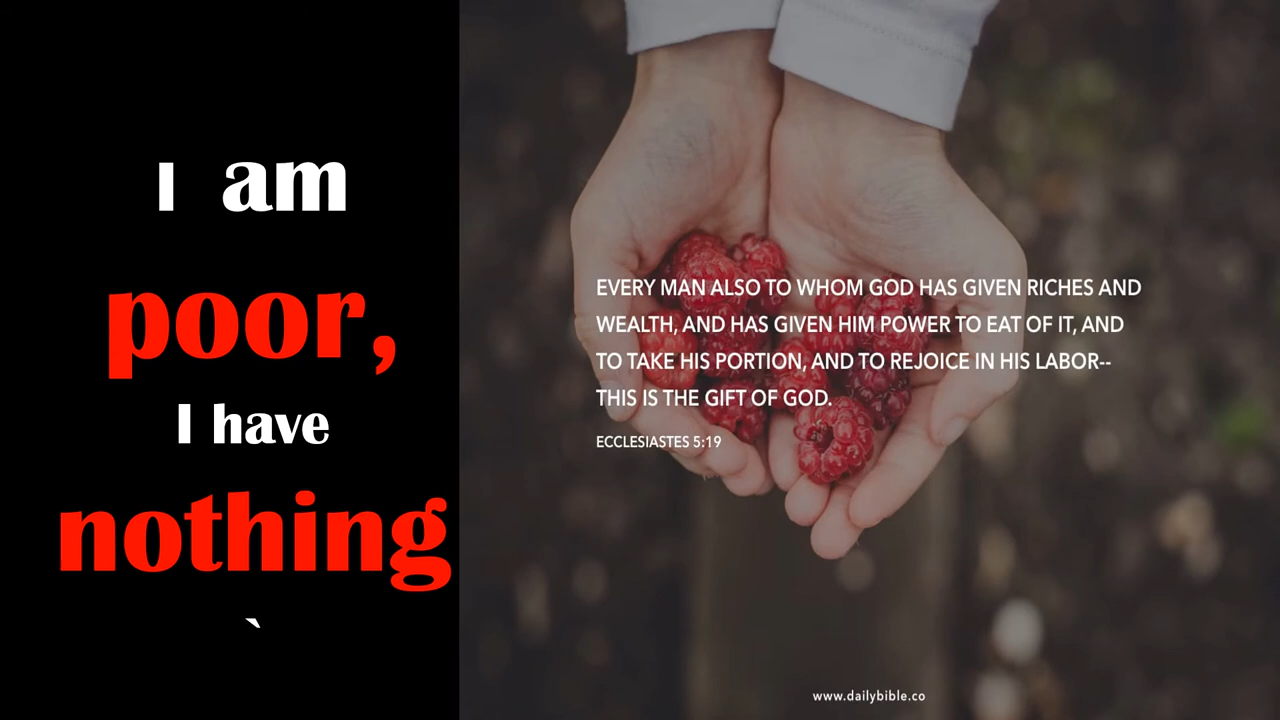 I am
poor,
I have
nothing
`
EVERY MAN ALSO TO WHOM GOD HAS GIVEN RICHES AND
WEALTH, AND HAS GIVEN HIM POWER TO EAT OF IT, AND
TO TAKE HIS PORTION, AND TO REJOICE IN HIS LABOR--
THIS IS THE GIFT OF GOD.
ECCLESIASTES 5:19
www.dailybible.co